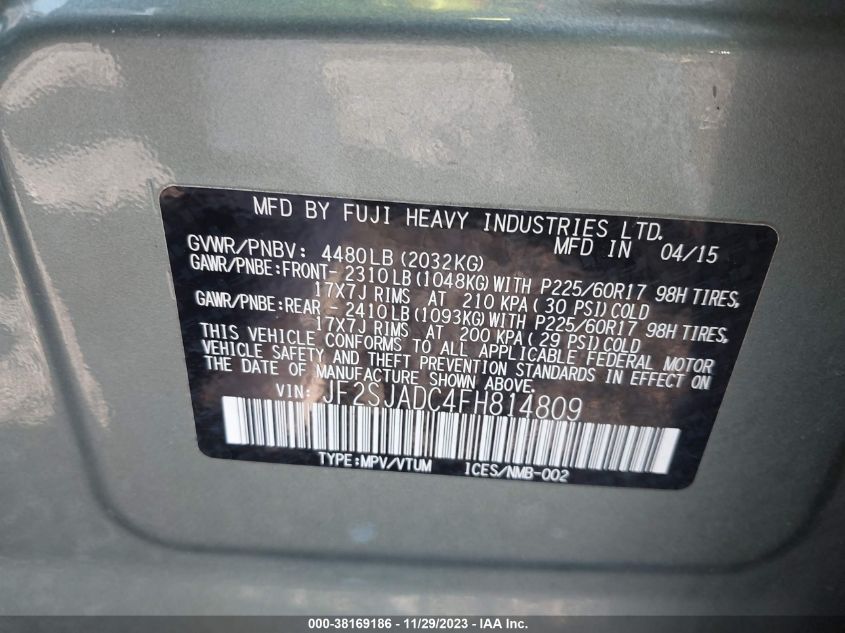 MFD BY FUJI HEAVY INDUSTRIES LTD.
MFD IN 04/15
GVWR/PNBV: 4480LB (2032KG)
GAWR/PNBE:FRONT- 2310LB (1048KG) WITH P225/60R17 98H TIRES,
17X7J RIMS AT 210 KPA ( 30 PSI) COLD
GAWR/PNBE:REAR - 2410LB (1093KG) WITH P225/60R17 98H TIRES,
17X7J RIMS AT 200 KPA ( 29 PSI) COLD
THIS VEHICLE CONFORMS TO ALL APPLICABLE FEDERAL MOTOR
VEHICLE SAFETY AND THEFT PREVENTION STANDARDS IN EFFECT ON
THE DATE OF MANUFACTURE SHOWN ABOVE.
VIN: JF2SJADC4FH814809
TYPE:MPV/VTUM ICES/NMB-002
000-38169186 - 11/29/2023 - IAA Inc.